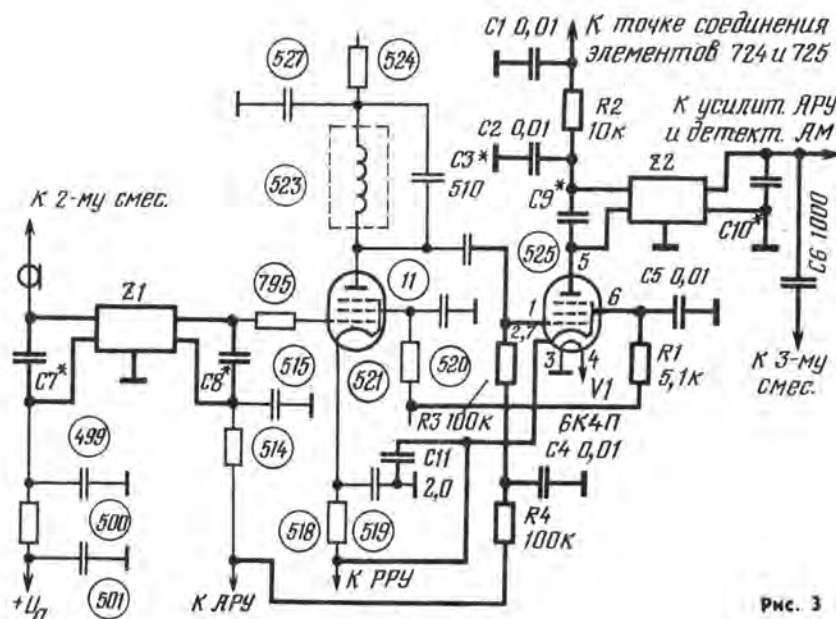 C1 0,01
К точке соединения
элементов 724 и 725
527
524
R2
10к
К усилит. АРУ
и детект. АМ
C2 0,01
C3*
510
523
Z2
C9*
C10*
C6 1000
К 2-му смес.
525
5
Z1
795
11
1
2,7
6
C5 0,01
3
4
V1
C7*
C8*
515
521
520
R1
5,1к
К 3-му
смес.
R3 100к
6К4П
499
514
C11
2,0
C4 0,01
500
518
519
R4
100к
501
+Uп
К АРУ
К РРУ
Рис. 3